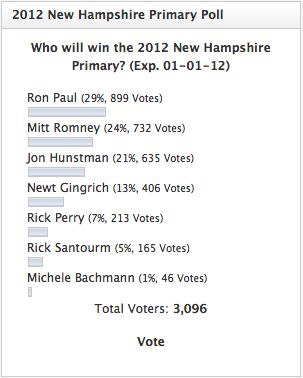 2012 New Hampshire Primary Poll
Who will win the 2012 New Hampshire
Primary? (Exp. 01-01-12)
Ron Paul (29%, 899 Votes)
Mitt Romney (24%, 732 Votes)
Jon Hunstman (21%, 635 Votes)
Newt Gingrich (13%, 406 Votes)
Rick Perry (7%, 213 Votes)
Rick Santourm (5%, 165 Votes)
Michele Bachmann (1%, 46 Votes)
Total Voters: 3,096
Vote